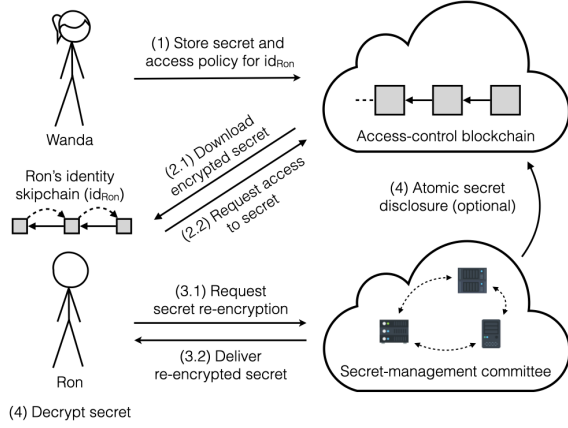 (1) Store secret and
access policy for idRon
Wanda
Access-control blockchain
(2.1) Download
encrypted secret
(2.2) Request access
to secret
Ron's identity
skipchain (idRon)
(4) Atomic secret
disclosure (optional)
(3.1) Request
secret re-encryption
(3.2) Deliver
re-encrypted secret
Ron
Secret-management committee
(4) Decrypt secret